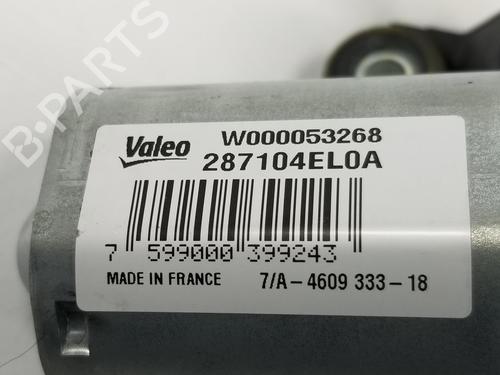 B-PARTS
Valeo
W000053268
287104EL0A
7 599000 399243
MADE IN FRANCE 7/A-4609 333-18